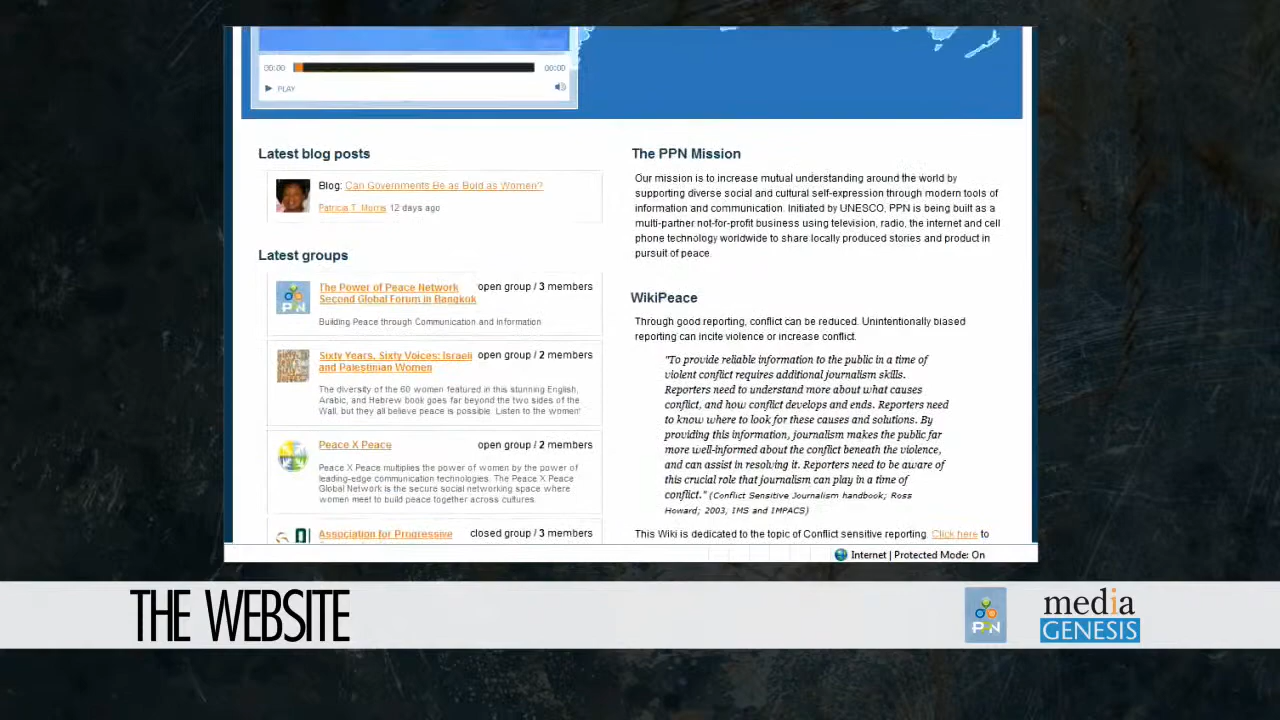 00:00
00:00
PLAY
Latest blog posts
Blog: Can Governments Be as Bold as Women?
Patricia T. Morris 12 days ago
Latest groups
The Power of Peace Network
Second Global Forum in Bangkok
open group / 3 members
Building Peace through Communication and Information
Sixty Years, Sixty Voices: Israeli
and Palestinian Women
open group / 2 members
The diversity of the 60 women featured in this stunning English,
Arabic, and Hebrew book goes far beyond the two sides of the
Wall, but they all believe peace is possible. Listen to the women'
Peace X Peace
open group / 2 members
Peace X Peace multiplies the power of women by the power of
leading-edge communication technologies. The Peace X Peace
Global Network is the secure social networking space where
women meet to build peace together across cultures.
Association for Progressive
closed group / 3 members
The PPN Mission
Our mission is to increase mutual understanding around the world by
supporting diverse social and cultural self-expression through modern tools of
information and communication. Initiated by UNESCO, PPN is being built as a
multi-partner not-for-profit business using television, radio, the internet and cell
phone technology worldwide to share locally produced stories and product in
pursuit of peace.
WikiPeace
Through good reporting, conflict can be reduced. Unintentionally biased
reporting can incite violence or increase conflict.
"To provide reliable information to the public in a time of
violent conflict requires additional journalism skills.
Reporters need to understand more about what causes
conflict, and how conflict develops and ends. Reporters need
to know where to look for these causes and solutions. By
providing this information, journalism makes the public far
more well-informed about the conflict beneath the violence,
and can assist in resolving it. Reporters need to be aware of
this crucial role that journalism can play in a time of
conflict." (Conflict Sensitive Journalism handbook; Ross
Howard; 2003, IMS and IMPACS)
This Wiki is dedicated to the topic of Conflict sensitive reporting. Click here to
Internet | Protected Mode: On
THE WEBSITE
PPN
media
GENESIS